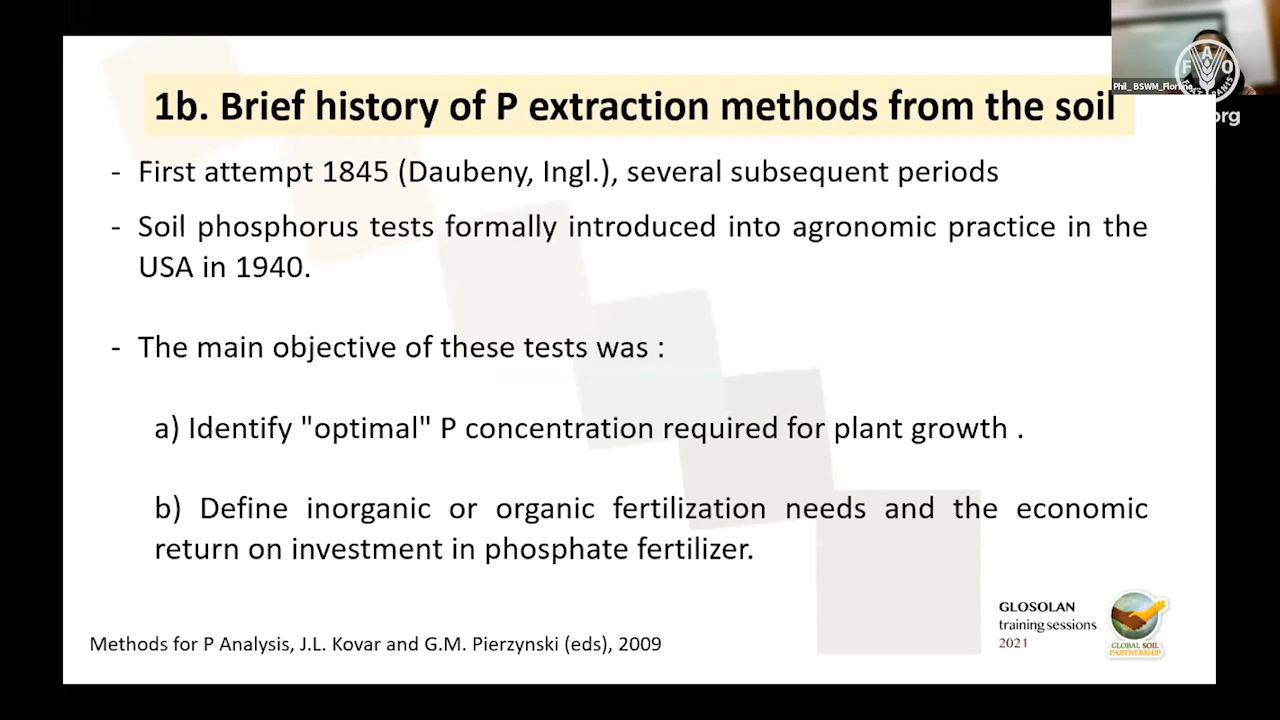 1b. Brief history of P extraction methods from the soil
- First attempt 1845 (Daubeny, Ingl.), several subsequent periods
- Soil phosphorus tests formally introduced into agronomic practice in the
USA in 1940.
- The main objective of these tests was :
a) Identify "optimal" P concentration required for plant growth .
b) Define inorganic or organic fertilization needs and the economic
return on investment in phosphate fertilizer.
Methods for P Analysis, J.L. Kovar and G.M. Pierzynski (eds), 2009
GLOSOLAN
training sessions
2021
GLOBAL SOIL
PARTNERSHIP
Phil_ BSWM_
F A O
.org